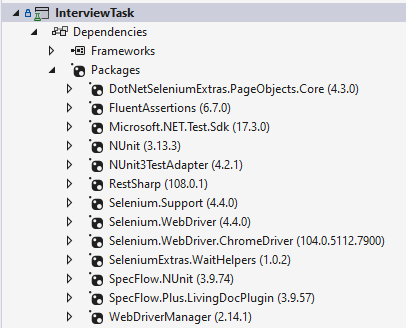 InterviewTask
Dependencies
Frameworks
Packages
DotNetSeleniumExtras.PageObjects.Core (4.3.0)
FluentAssertions (6.7.0)
Microsoft.NET.Test.Sdk (17.3.0)
NUnit (3.13.3)
NUnit3TestAdapter (4.2.1)
RestSharp (108.0.1)
Selenium.Support (4.4.0)
Selenium.WebDriver (4.4.0)
Selenium.WebDriver.ChromeDriver (104.0.5112.7900)
SeleniumExtras.WaitHelpers (1.0.2)
SpecFlow.NUnit (3.9.74)
SpecFlow.Plus.LivingDocPlugin (3.9.57)
WebDriverManager (2.14.1)